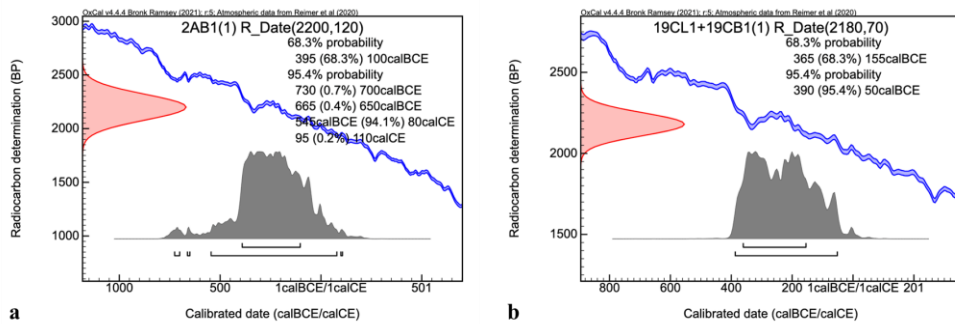 OxCal v4.4.4 Bronk Ramsey (2021); r:5; Atmospheric data from Reimer et al (2020)
2AB1(1) R_Date(2200,120)
68.3% probability
395 (68.3%) 100calBCE
95.4% probability
730 (0.7%) 700calBCE
665 (0.4%) 650calBCE
545calBCE (94.1%) 80calCE
95 (0.2%) 110calCE
Radiocarbon determination (BP)
3000
2500
2000
1500
1000
1000
500
1calBCE/1calCE
501
Calibrated date (calBCE/calCE)
a
OxCal v4.4.4 Bronk Ramsey (2021); r:5; Atmospheric data from Reimer et al (2020)
19CL1+19CB1(1) R_Date(2180,70)
68.3% probability
365 (68.3%) 155calBCE
95.4% probability
390 (95.4%) 50calBCE
Radiocarbon determination (BP)
2500
2000
1500
800
600
400
200
1calBCE/1calCE
201
Calibrated date (calBCE/calCE)
b